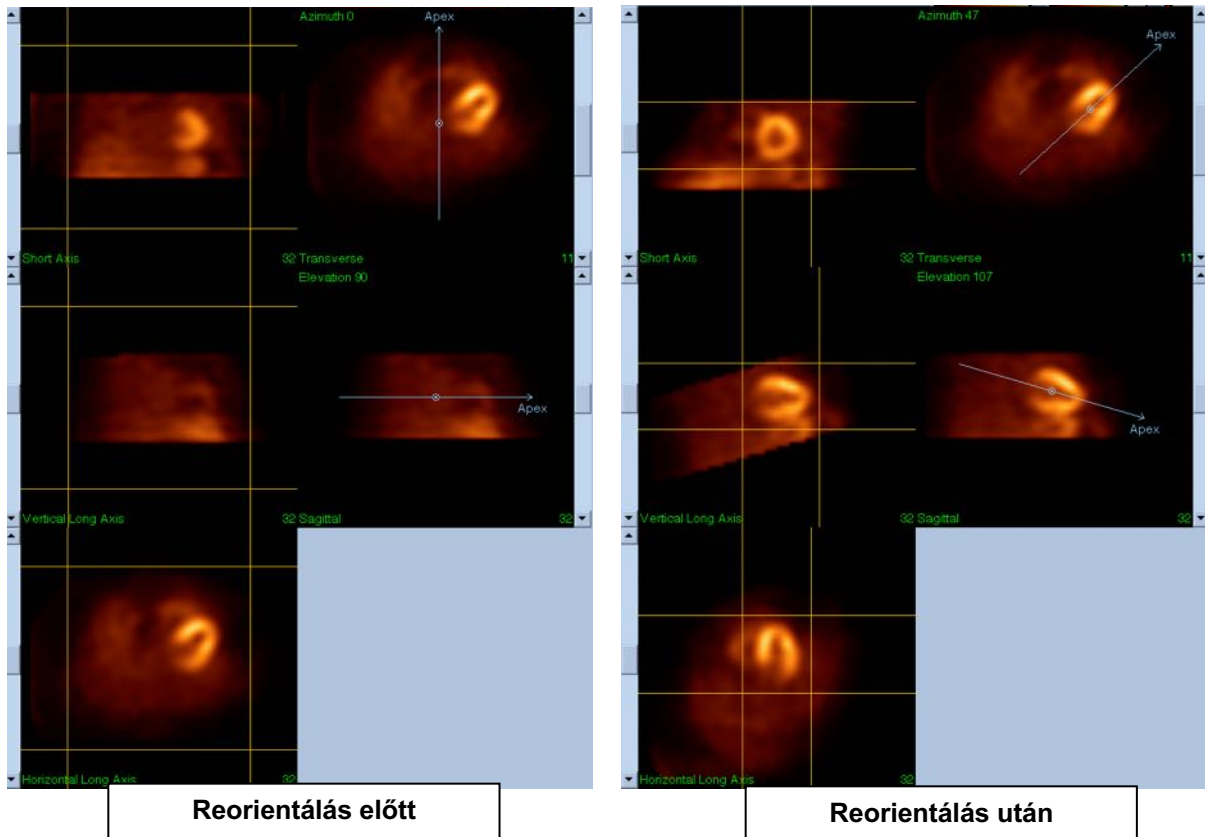 Azimuth 0
Apex
Short Axis 32
Transverse 11
Elevation 90
Apex
Vertical Long Axis 32
Sagittal 32
Horizontal Long Axis 32
Reorientálás előtt
Azimuth 47
Apex
Short Axis 32
Transverse 11
Elevation 107
Apex
Vertical Long Axis 32
Sagittal 32
Horizontal Long Axis 32
Reorientálás után